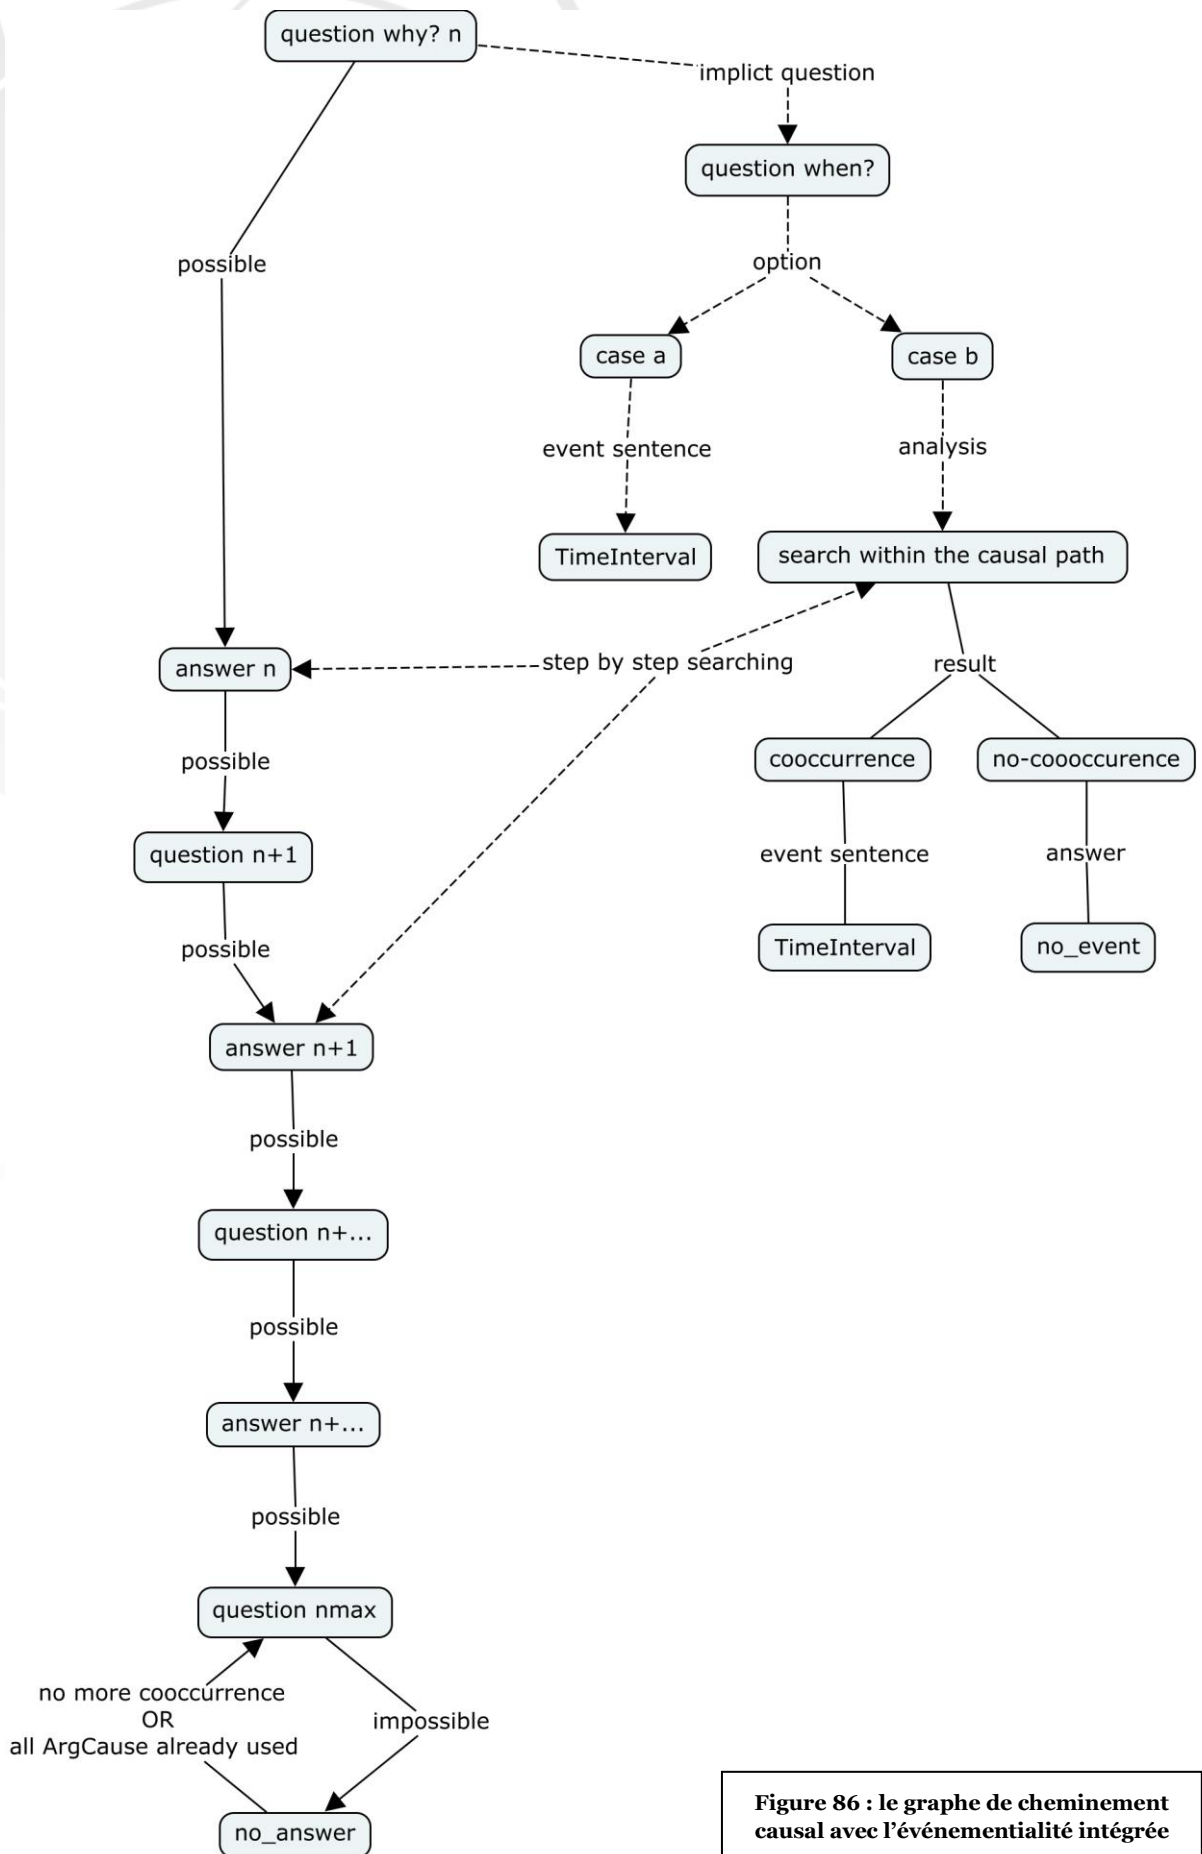 question why? n
implict question
question when?
possible
option
case a
case b
event sentence
analysis
TimeInterval
search within the causal path
answer n
step by step searching
result
possible
cooccurrence
no-coooccurence
question n+1
event sentence
answer
possible
TimeInterval
no_event
answer n+1
possible
question n+...
possible
answer n+...
possible
question nmax
no more cooccurrence
OR
all ArgCause already used
impossible
no_answer
Figure 86 : le graphe de cheminement
causal avec l’événementialité intégrée